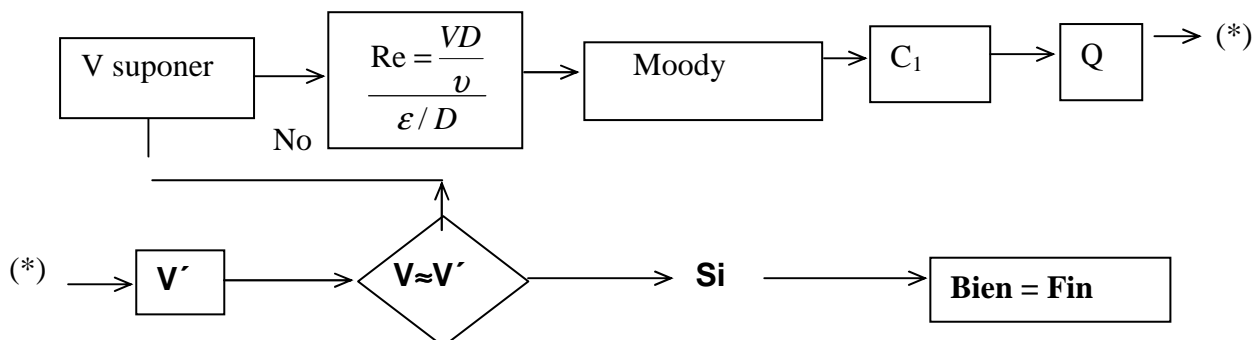 V suponer
Re = VD / υ
ε / D
Moody
C₁
Q
(*)
No
(*)
V´
V≈V´
Si
Bien = Fin